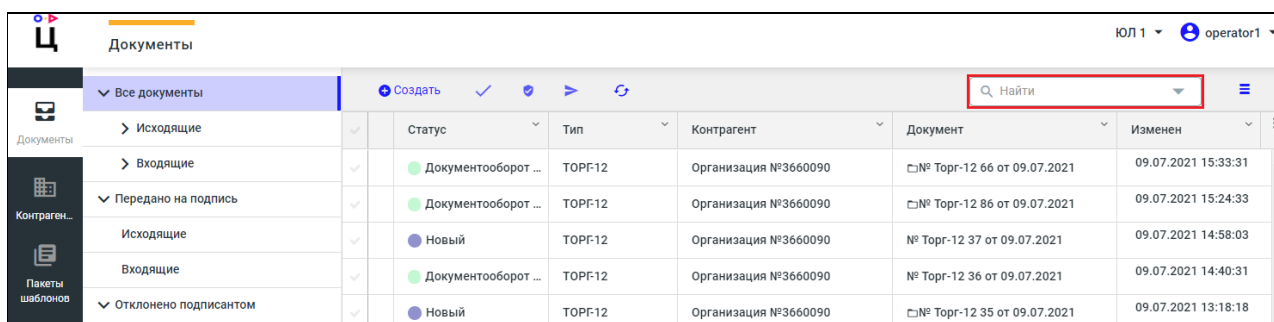 Ц
Документы
ЮЛ 1
operator1
Документы
Контраген...
Пакеты
шаблонов
Все документы
Исходящие
Входящие
Передано на подпись
Исходящие
Входящие
Отклонено подписантом
Создать
Найти
Статус Тип Контрагент Документ Изменен
Документооборот ... ТОРГ-12 Организация №3660090 № Торг-12 66 от 09.07.2021 09.07.2021 15:33:31
Документооборот ... ТОРГ-12 Организация №3660090 № Торг-12 86 от 09.07.2021 09.07.2021 15:24:33
Новый ТОРГ-12 Организация №3660090 № Торг-12 37 от 09.07.2021 09.07.2021 14:58:03
Документооборот ... ТОРГ-12 Организация №3660090 № Торг-12 36 от 09.07.2021 09.07.2021 14:40:31
Новый ТОРГ-12 Организация №3660090 № Торг-12 35 от 09.07.2021 09.07.2021 13:18:18